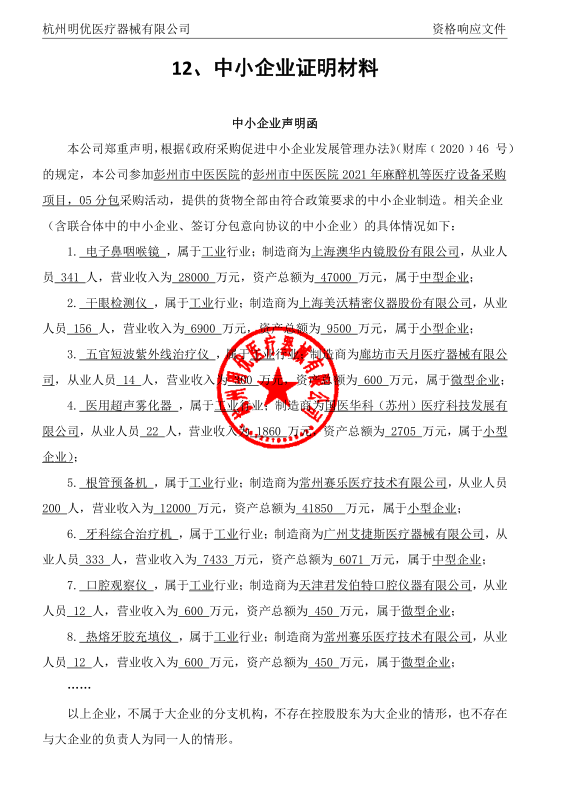 杭州明优医疗器械有限公司 资格响应文件
12、中小企业证明材料
中小企业声明函
本公司郑重声明，根据《政府采购促进中小企业发展管理办法》（财库﹝2020﹞46 号）
的规定，本公司参加彭州市中医医院的彭州市中医医院 2021 年麻醉机等医疗设备采购
项目，05 分包采购活动，提供的货物全部由符合政策要求的中小企业制造。相关企业
（含联合体中的中小企业、签订分包意向协议的中小企业）的具体情况如下：
1. 电子鼻咽喉镜 ，属于工业行业；制造商为上海澳华内镜股份有限公司，从业人
员 341 人，营业收入为 28000 万元，资产总额为 47000 万元，属于中型企业；
2. 干眼检测仪 ，属于工业行业；制造商为上海美沃精密仪器股份有限公司，从业
人员 156 人，营业收入为 6900 万元，资产总额为 9500 万元，属于小型企业；
3. 五官短波紫外线治疗仪 ，属于工业行业；制造商为廊坊市天月医疗器械有限公
司，从业人员 14 人，营业收入为 万元，资产总额为 600 万元，属于微型企业；
4. 医用超声雾化器 ，属于工业行业；制造商为国医华科（苏州）医疗科技发展有
限公司，从业人员 22 人，营业收入为 1860 万元，资产总额为 2705 万元，属于小型
企业）；
5. 根管预备机 ，属于工业行业；制造商为常州赛乐医疗技术有限公司，从业人员
200 人，营业收入为 12000 万元，资产总额为 41850 万元，属于小型企业；
6. 牙科综合治疗机 ，属于工业行业；制造商为广州艾捷斯医疗器械有限公司，从
业人员 333 人，营业收入为 7433 万元，资产总额为 6071 万元，属于中型企业；
7. 口腔观察仪 ，属于工业行业；制造商为天津君发伯特口腔仪器有限公司，从业
人员 12 人，营业收入为 600 万元，资产总额为 450 万元，属于微型企业；
8. 热熔牙胶充填仪 ，属于工业行业；制造商为常州赛乐医疗技术有限公司，从业
人员 12 人，营业收入为 600 万元，资产总额为 450 万元，属于微型企业；
……
以上企业，不属于大企业的分支机构，不存在控股股东为大企业的情形，也不存在
与大企业的负责人为同一人的情形。
杭州明优医疗器械有限公司